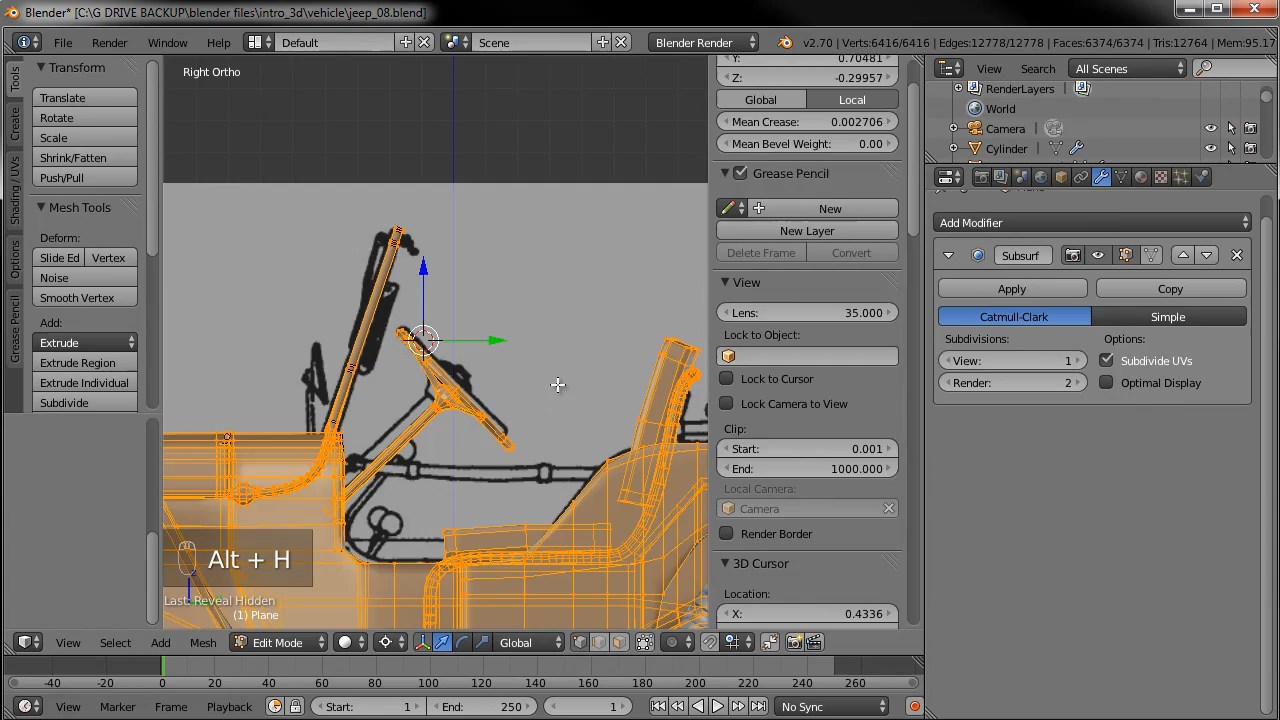 Blender* [C:\G DRIVE BACKUP\blender files\intro_3d\vehicle\jeep_08.blend]
File Render Window Help Default Scene Blender Render v2.70 | Verts:6416/6416 | Edges:12778/12778 | Faces:6374/6374 | Tris:12764 | Mem:95.17
Tools
Create
Shading / UVs
Options
Grease Pencil
Transform
Translate
Rotate
Scale
Shrink/Fatten
Push/Pull
Mesh Tools
Deform:
Slide Ed Vertex
Noise
Smooth Vertex
Add:
Extrude
Extrude Region
Extrude Individual
Subdivide
Right Ortho
Alt + H
Last: Reveal Hidden
(1) Plane
Y: 0.70481
Z: -0.29957
Global Local
Mean Crease: 0.002706
Mean Bevel Weight: 0.00
Grease Pencil
New
New Layer
Delete Frame Convert
View
Lens: 35.000
Lock to Object:
Lock to Cursor
Lock Camera to View
Clip:
Start: 0.001
End: 1000.000
Local Camera:
Camera
Render Border
3D Cursor
Location:
X: 0.4336
View Search All Scenes
RenderLayers
World
Camera
Cylinder
Plane
Add Modifier
Subsurf
Apply Copy
Catmull-Clark Simple
Subdivisions: Options:
View: 1 Subdivide UVs
Render: 2 Optimal Display
View Select Add Mesh Edit Mode Global
-40 -20 0 20 40 60 80 100 120 140 160 180 200 220 240 260
View Marker Frame Playback Start: 1 End: 250 1 No Sync